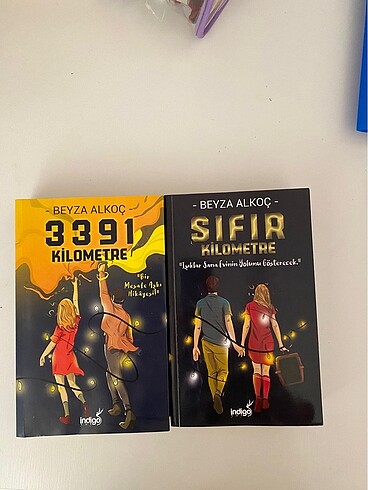 - BEYZA ALKOÇ -
3391
KİLOMETRE
"Bir
Mesafe Aşkı
Hikâyesi"
indigo
- BEYZA ALKOÇ -
SIFIR
KİLOMETRE
"Işıklar Sana Evinin Yolunu Gösterecek."
indigo